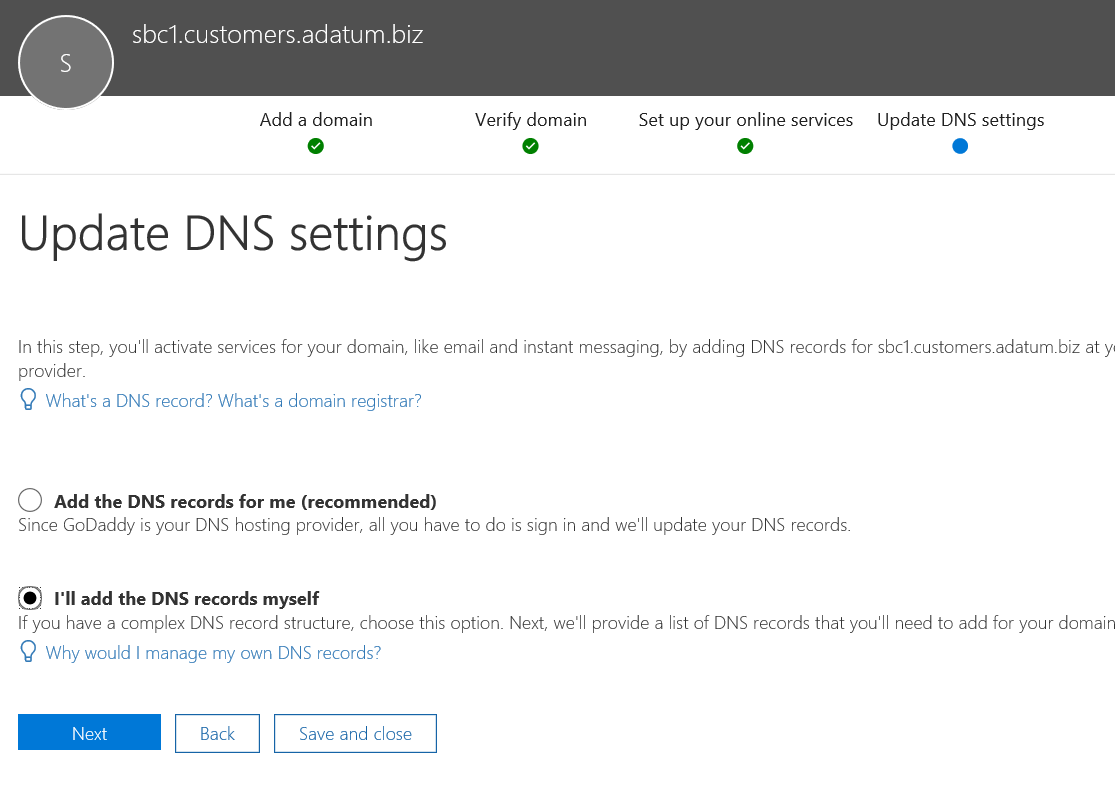 S
sbc1.customers.adatum.biz
Add a domain
Verify domain
Set up your online services
Update DNS settings
Update DNS settings
In this step, you'll activate services for your domain, like email and instant messaging, by adding DNS records for sbc1.customers.adatum.biz at
provider.
What's a DNS record? What's a domain registrar?
Add the DNS records for me (recommended)
Since GoDaddy is your DNS hosting provider, all you have to do is sign in and we'll update your DNS records.
I'll add the DNS records myself
If you have a complex DNS record structure, choose this option. Next, we'll provide a list of DNS records that you'll need to add for your domain
Why would I manage my own DNS records?
Next
Back
Save and close